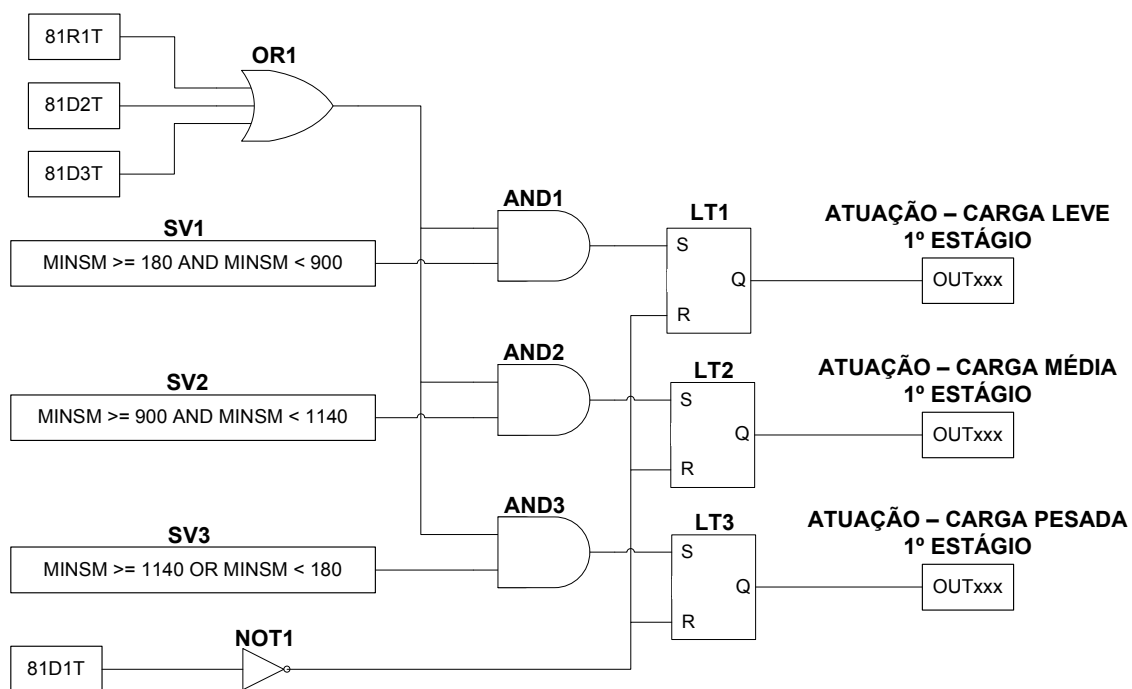 81R1T
OR1
81D2T
81D3T
AND1
LT1
ATUAÇÃO – CARGA LEVE
1º ESTÁGIO
SV1
MINSM >= 180 AND MINSM < 900
S
Q
R
OUTxxx
AND2
LT2
ATUAÇÃO – CARGA MÉDIA
1º ESTÁGIO
SV2
MINSM >= 900 AND MINSM < 1140
S
Q
R
OUTxxx
AND3
LT3
ATUAÇÃO – CARGA PESADA
1º ESTÁGIO
SV3
MINSM >= 1140 OR MINSM < 180
S
Q
R
OUTxxx
NOT1
81D1T